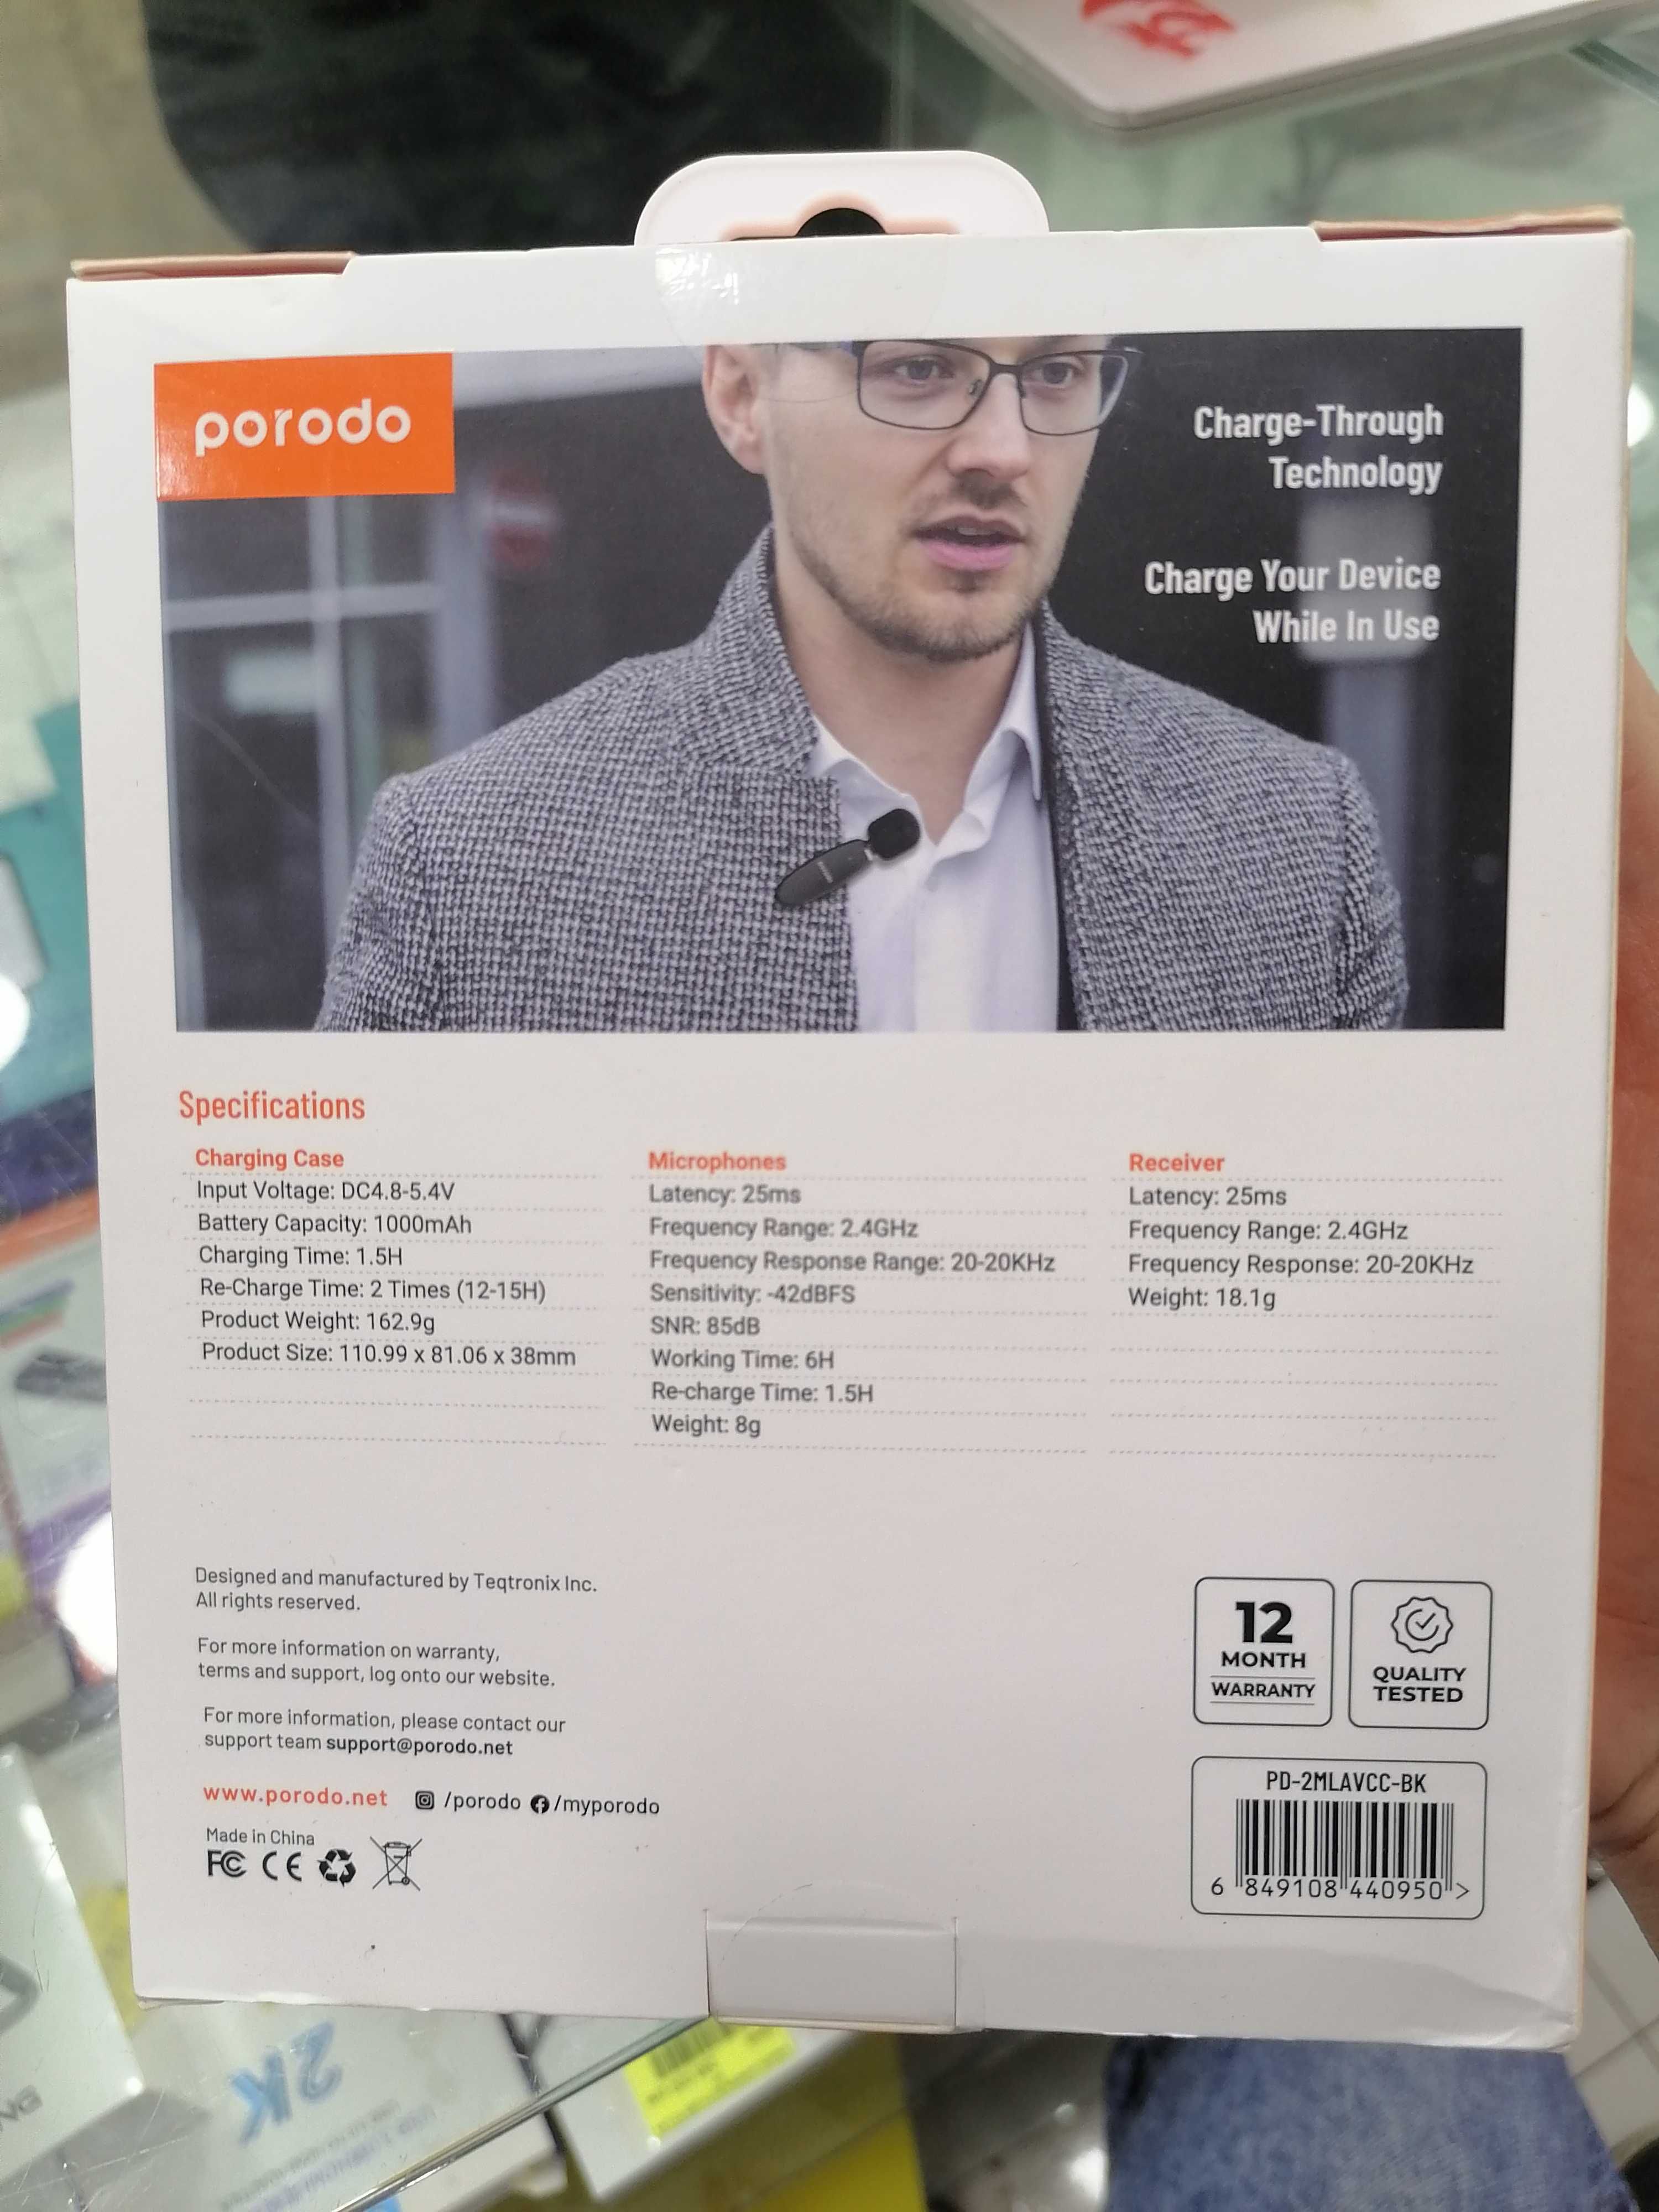 porodo
Charge-Through
Technology
Charge Your Device
While In Use
Specifications
Charging Case
Input Voltage: DC4.8-5.4V
Battery Capacity: 1000mAh
Charging Time: 1.5H
Re-Charge Time: 2 Times (12-15H)
Product Weight: 162.9g
Product Size: 110.99 x 81.06 x 38mm
Microphones
Latency: 25ms
Frequency Range: 2.4GHz
Frequency Response Range: 20-20KHz
Sensitivity: -42dBFS
SNR: 85dB
Working Time: 6H
Re-charge Time: 1.5H
Weight: 8g
Receiver
Latency: 25ms
Frequency Range: 2.4GHz
Frequency Response: 20-20KHz
Weight: 18.1g
Designed and manufactured by Teqtronix Inc.
All rights reserved.
For more information on warranty,
terms and support, log onto our website.
For more information, please contact our
support team support@porodo.net
www.porodo.net /porodo /myporodo
Made in China
FC CE
12
MONTH
WARRANTY
QUALITY
TESTED
PD-2MLAVCC-BK
6 849108 440950 >
2K